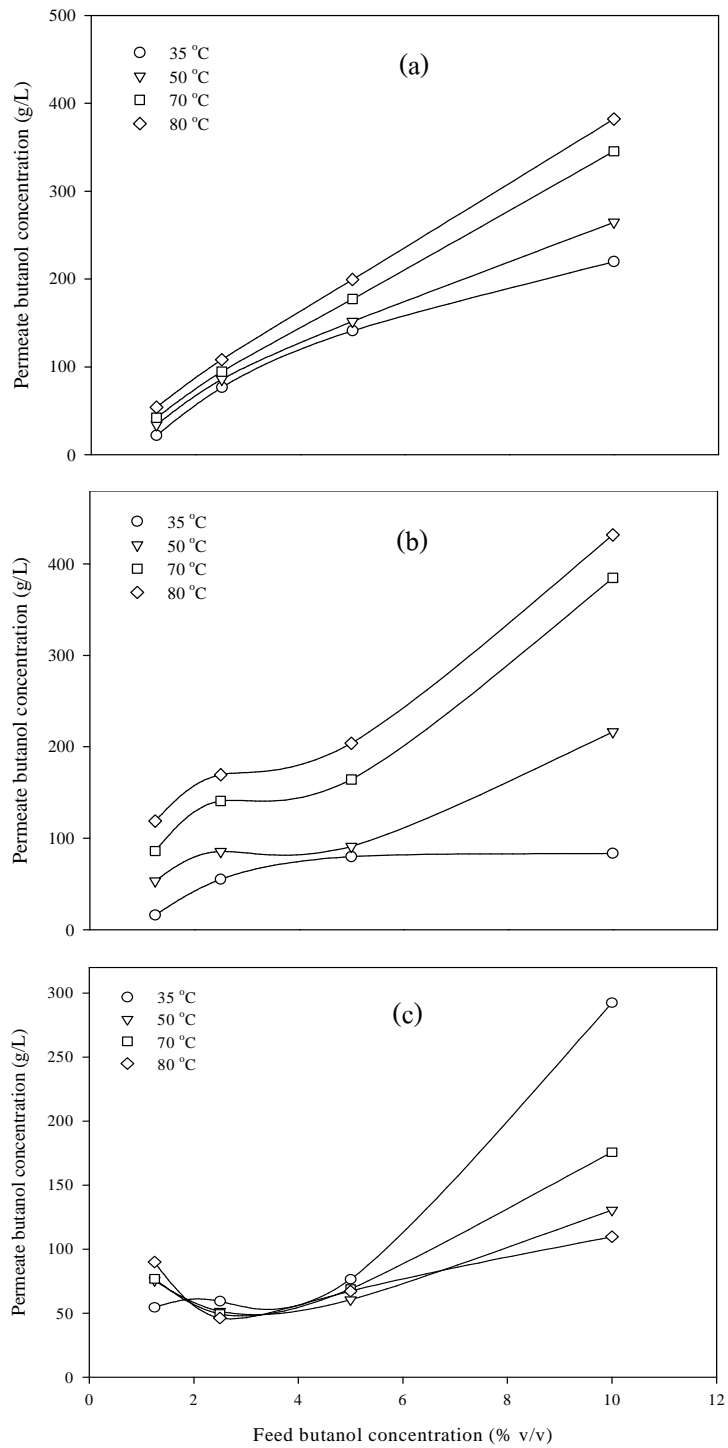 500
400
300
200
100
0
Permeate butanol concentration (g/L)
35 °C
50 °C
70 °C
80 °C
(a)
400
300
200
100
0
Permeate butanol concentration (g/L)
35 °C
50 °C
70 °C
80 °C
(b)
300
250
200
150
100
50
0
Permeate butanol concentration (g/L)
35 °C
50 °C
70 °C
80 °C
(c)
0 2 4 6 8 10 12
Feed butanol concentration (% v/v)